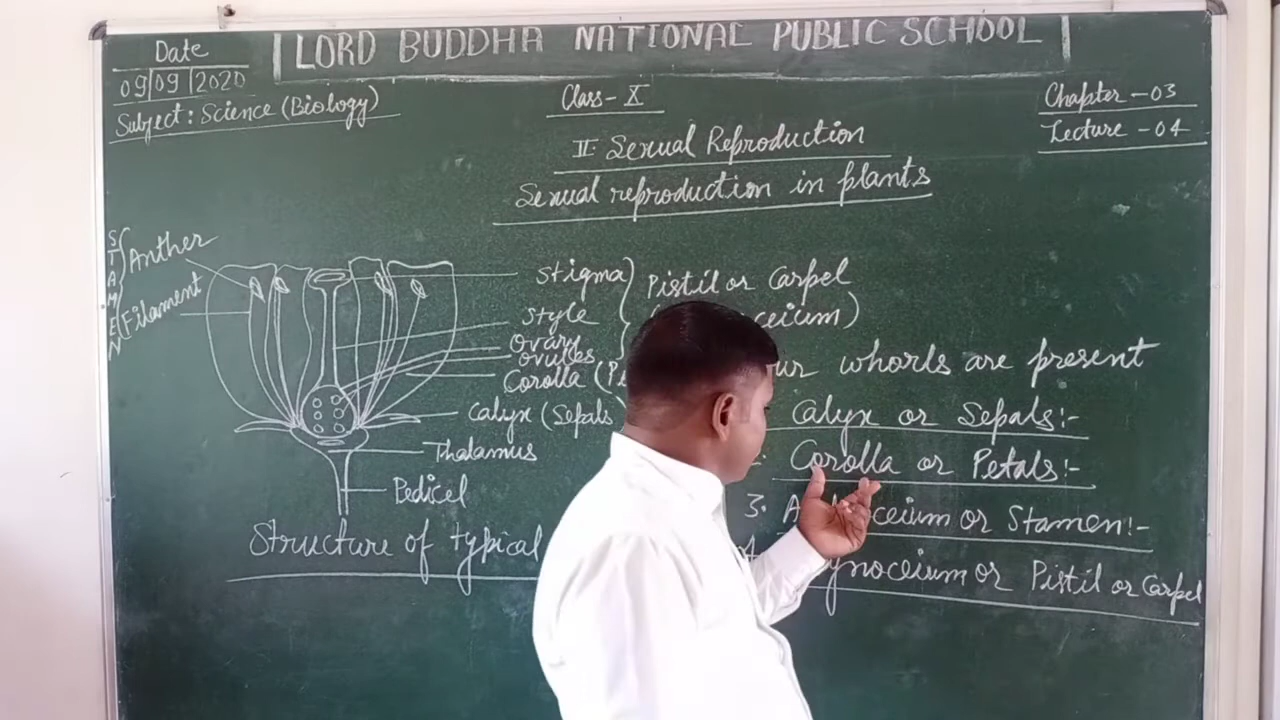 Date
09/09/2020
LORD BUDDHA NATIONAL PUBLIC SCHOOL
Subject: Science (Biology)
Class - X
Chapter - 03
Lecture - 04
II Sexual Reproduction
Sexual reproduction in plants
STAMEN
Anther
Filament
Stigma
Style
Pistil or Carpel
ovary
ovules
Corolla
Calyx (Sepals
Thalamus
Pedicel
Structure of typical
whorls are present
Calyx or Sepals:-
Corolla or Petals:-
3.
or Stamen:-
or Pistil or Carpel